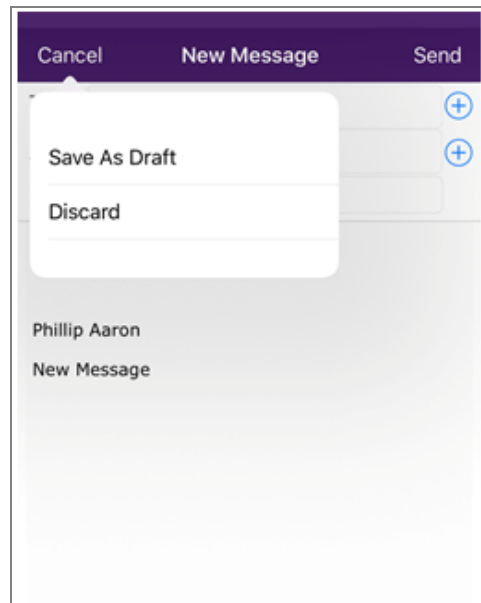 Cancel New Message Send
Save As Draft
Discard
Phillip Aaron
New Message